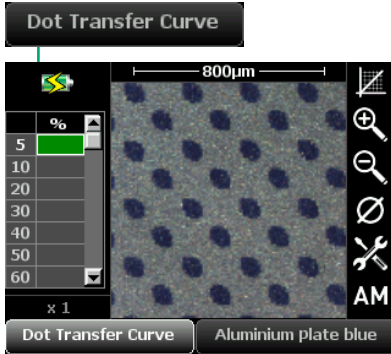 Dot Transfer Curve
800µm
%
5
10
20
30
40
50
60
x 1
AM
Dot Transfer Curve
Aluminium plate blue